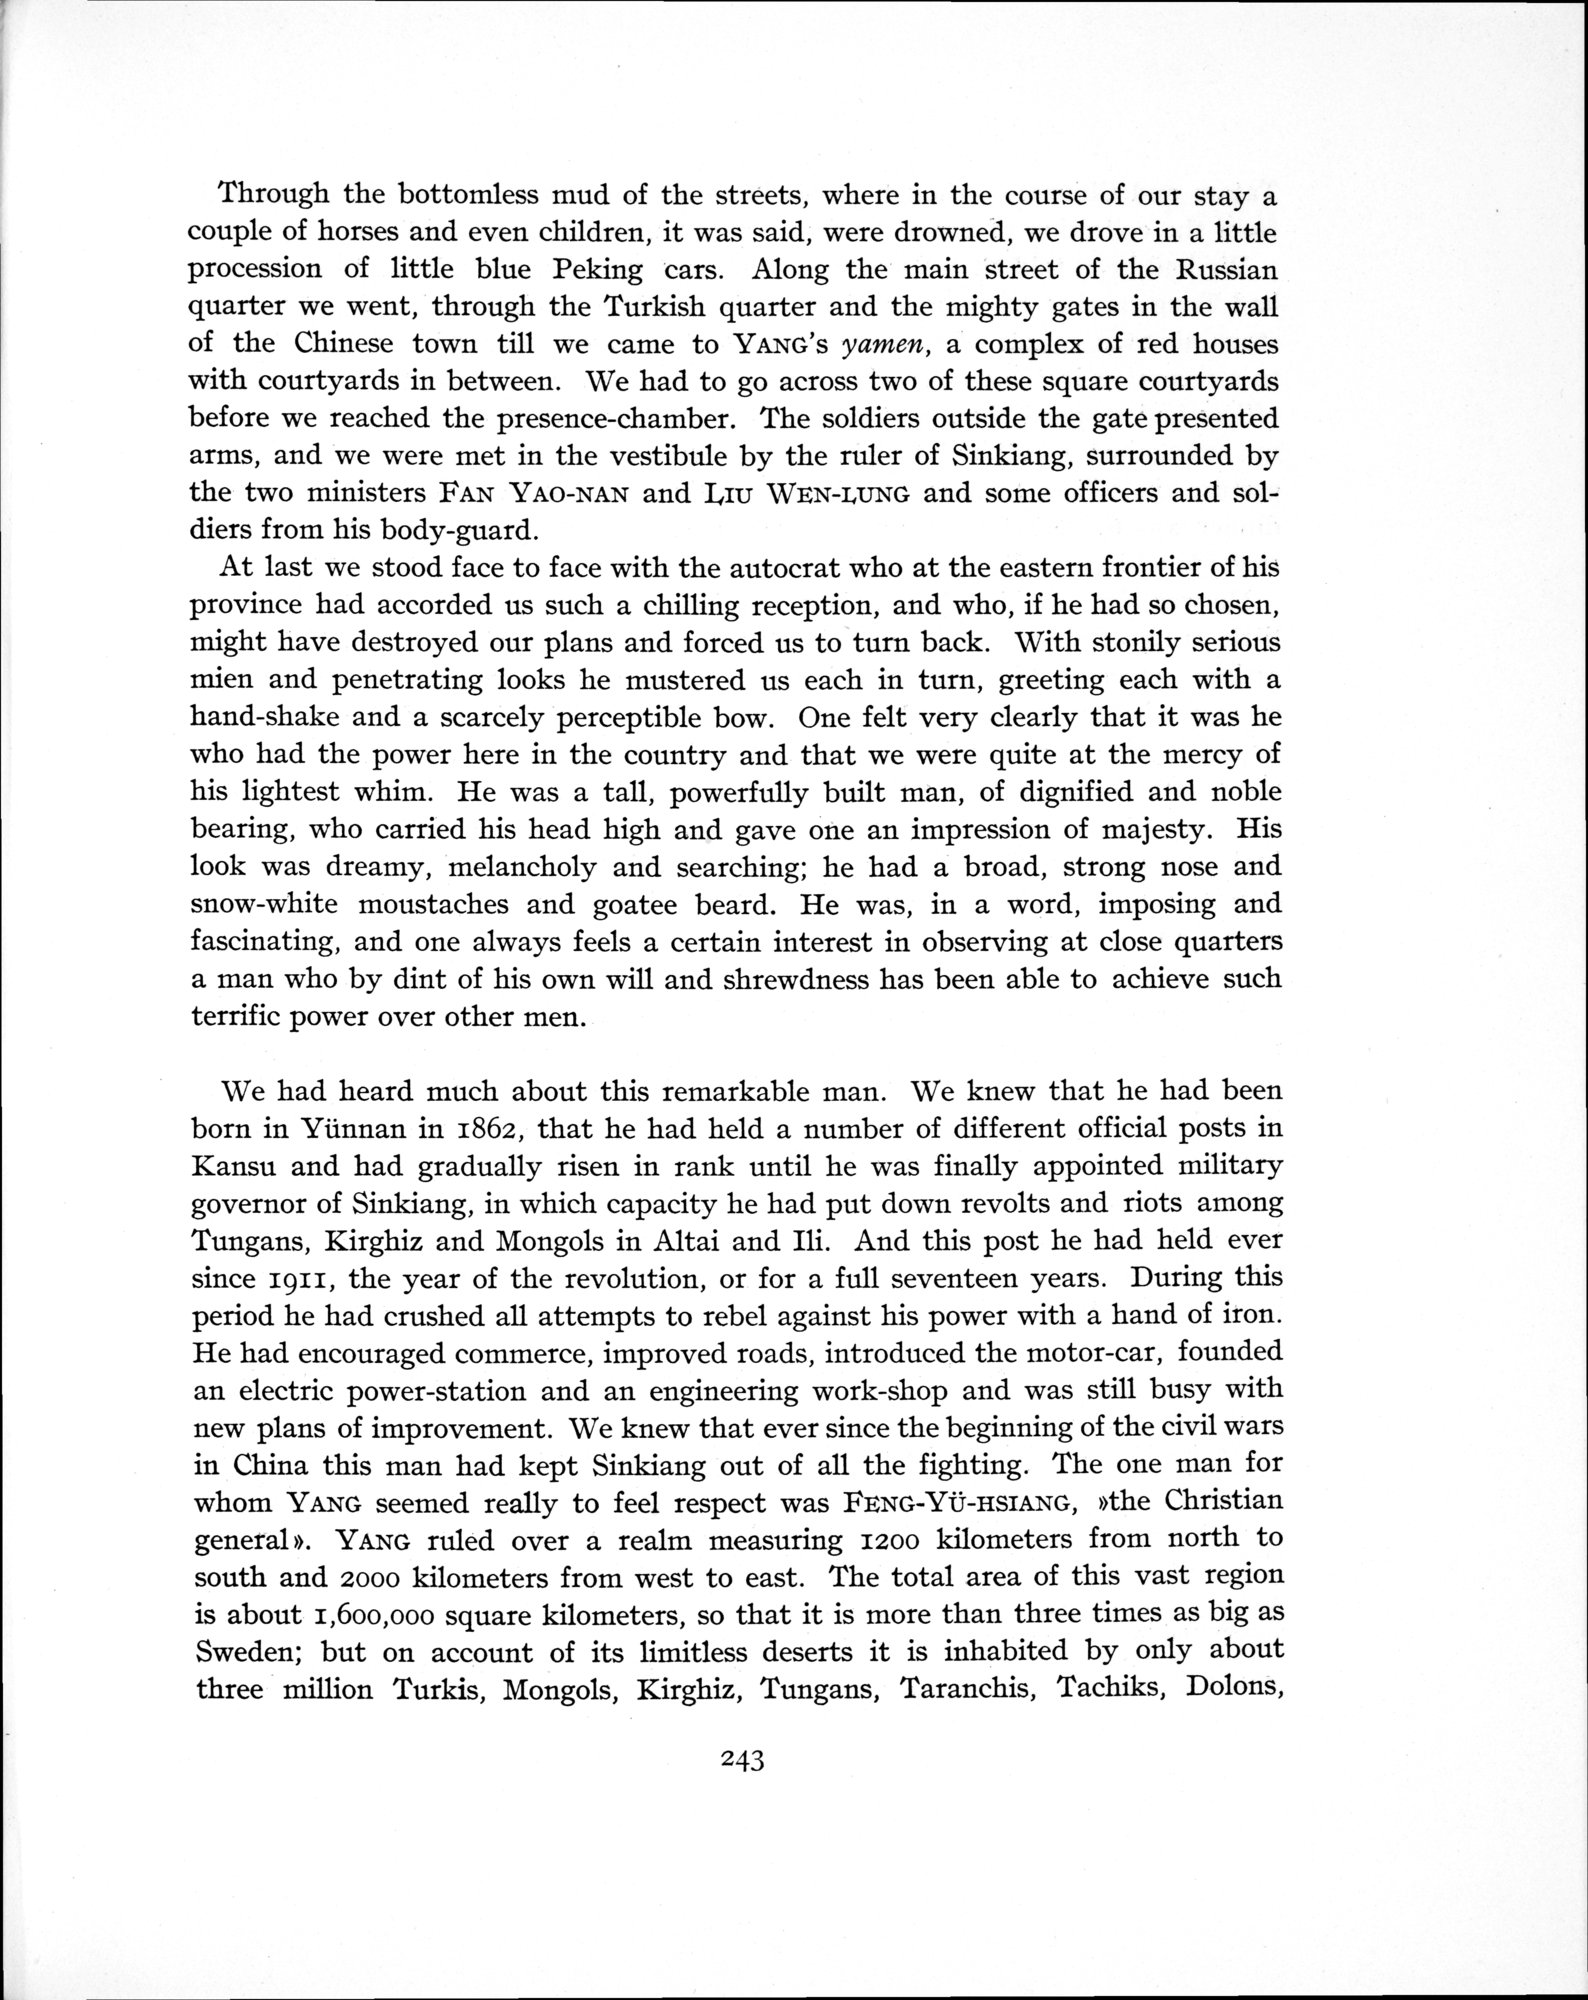 Through the bottomless mud of the streets, where in the course of our stay a
couple of horses and even children, it was said, were drowned, we drove in a little
procession of little blue Peking cars. Along the main street of the Russian
quarter we went, through the Turkish quarter and the mighty gates in the wall
of the Chinese town till we came to YANG's yamen, a complex of red houses
with courtyards in between. We had to go across two of these square courtyards
before we reached the presence-chamber. The soldiers outside the gate presented
arms, and we were met in the vestibule by the ruler of Sinkiang, surrounded by
the two ministers FAN YAO-NAN and LIU WEN-LUNG and some officers and sol-
diers from his body-guard.
At last we stood face to face with the autocrat who at the eastern frontier of his
province had accorded us such a chilling reception, and who, if he had so chosen,
might have destroyed our plans and forced us to turn back. With stonily serious
mien and penetrating looks he mustered us each in turn, greeting each with a
hand-shake and a scarcely perceptible bow. One felt very clearly that it was he
who had the power here in the country and that we were quite at the mercy of
his lightest whim. He was a tall, powerfully built man, of dignified and noble
bearing, who carried his head high and gave one an impression of majesty. His
look was dreamy, melancholy and searching; he had a broad, strong nose and
snow-white moustaches and goatee beard. He was, in a word, imposing and
fascinating, and one always feels a certain interest in observing at close quarters
a man who by dint of his own will and shrewdness has been able to achieve such
terrific power over other men.
We had heard much about this remarkable man. We knew that he had been
born in Yünnan in 1862, that he had held a number of different official posts in
Kansu and had gradually risen in rank until he was finally appointed military
governor of Sinkiang, in which capacity he had put down revolts and riots among
Tungans, Kirghiz and Mongols in Altai and Ili. And this post he had held ever
since 1911, the year of the revolution, or for a full seventeen years. During this
period he had crushed all attempts to rebel against his power with a hand of iron.
He had encouraged commerce, improved roads, introduced the motor-car, founded
an electric power-station and an engineering work-shop and was still busy with
new plans of improvement. We knew that ever since the beginning of the civil wars
in China this man had kept Sinkiang out of all the fighting. The one man for
whom YANG seemed really to feel respect was FENG-YÜ-HSIANG, »the Christian
general». YANG ruled over a realm measuring 1200 kilometers from north to
south and 2000 kilometers from west to east. The total area of this vast region
is about 1,600,000 square kilometers, so that it is more than three times as big as
Sweden; but on account of its limitless deserts it is inhabited by only about
three million Turkis, Mongols, Kirghiz, Tungans, Taranchis, Tachiks, Dolons,
243